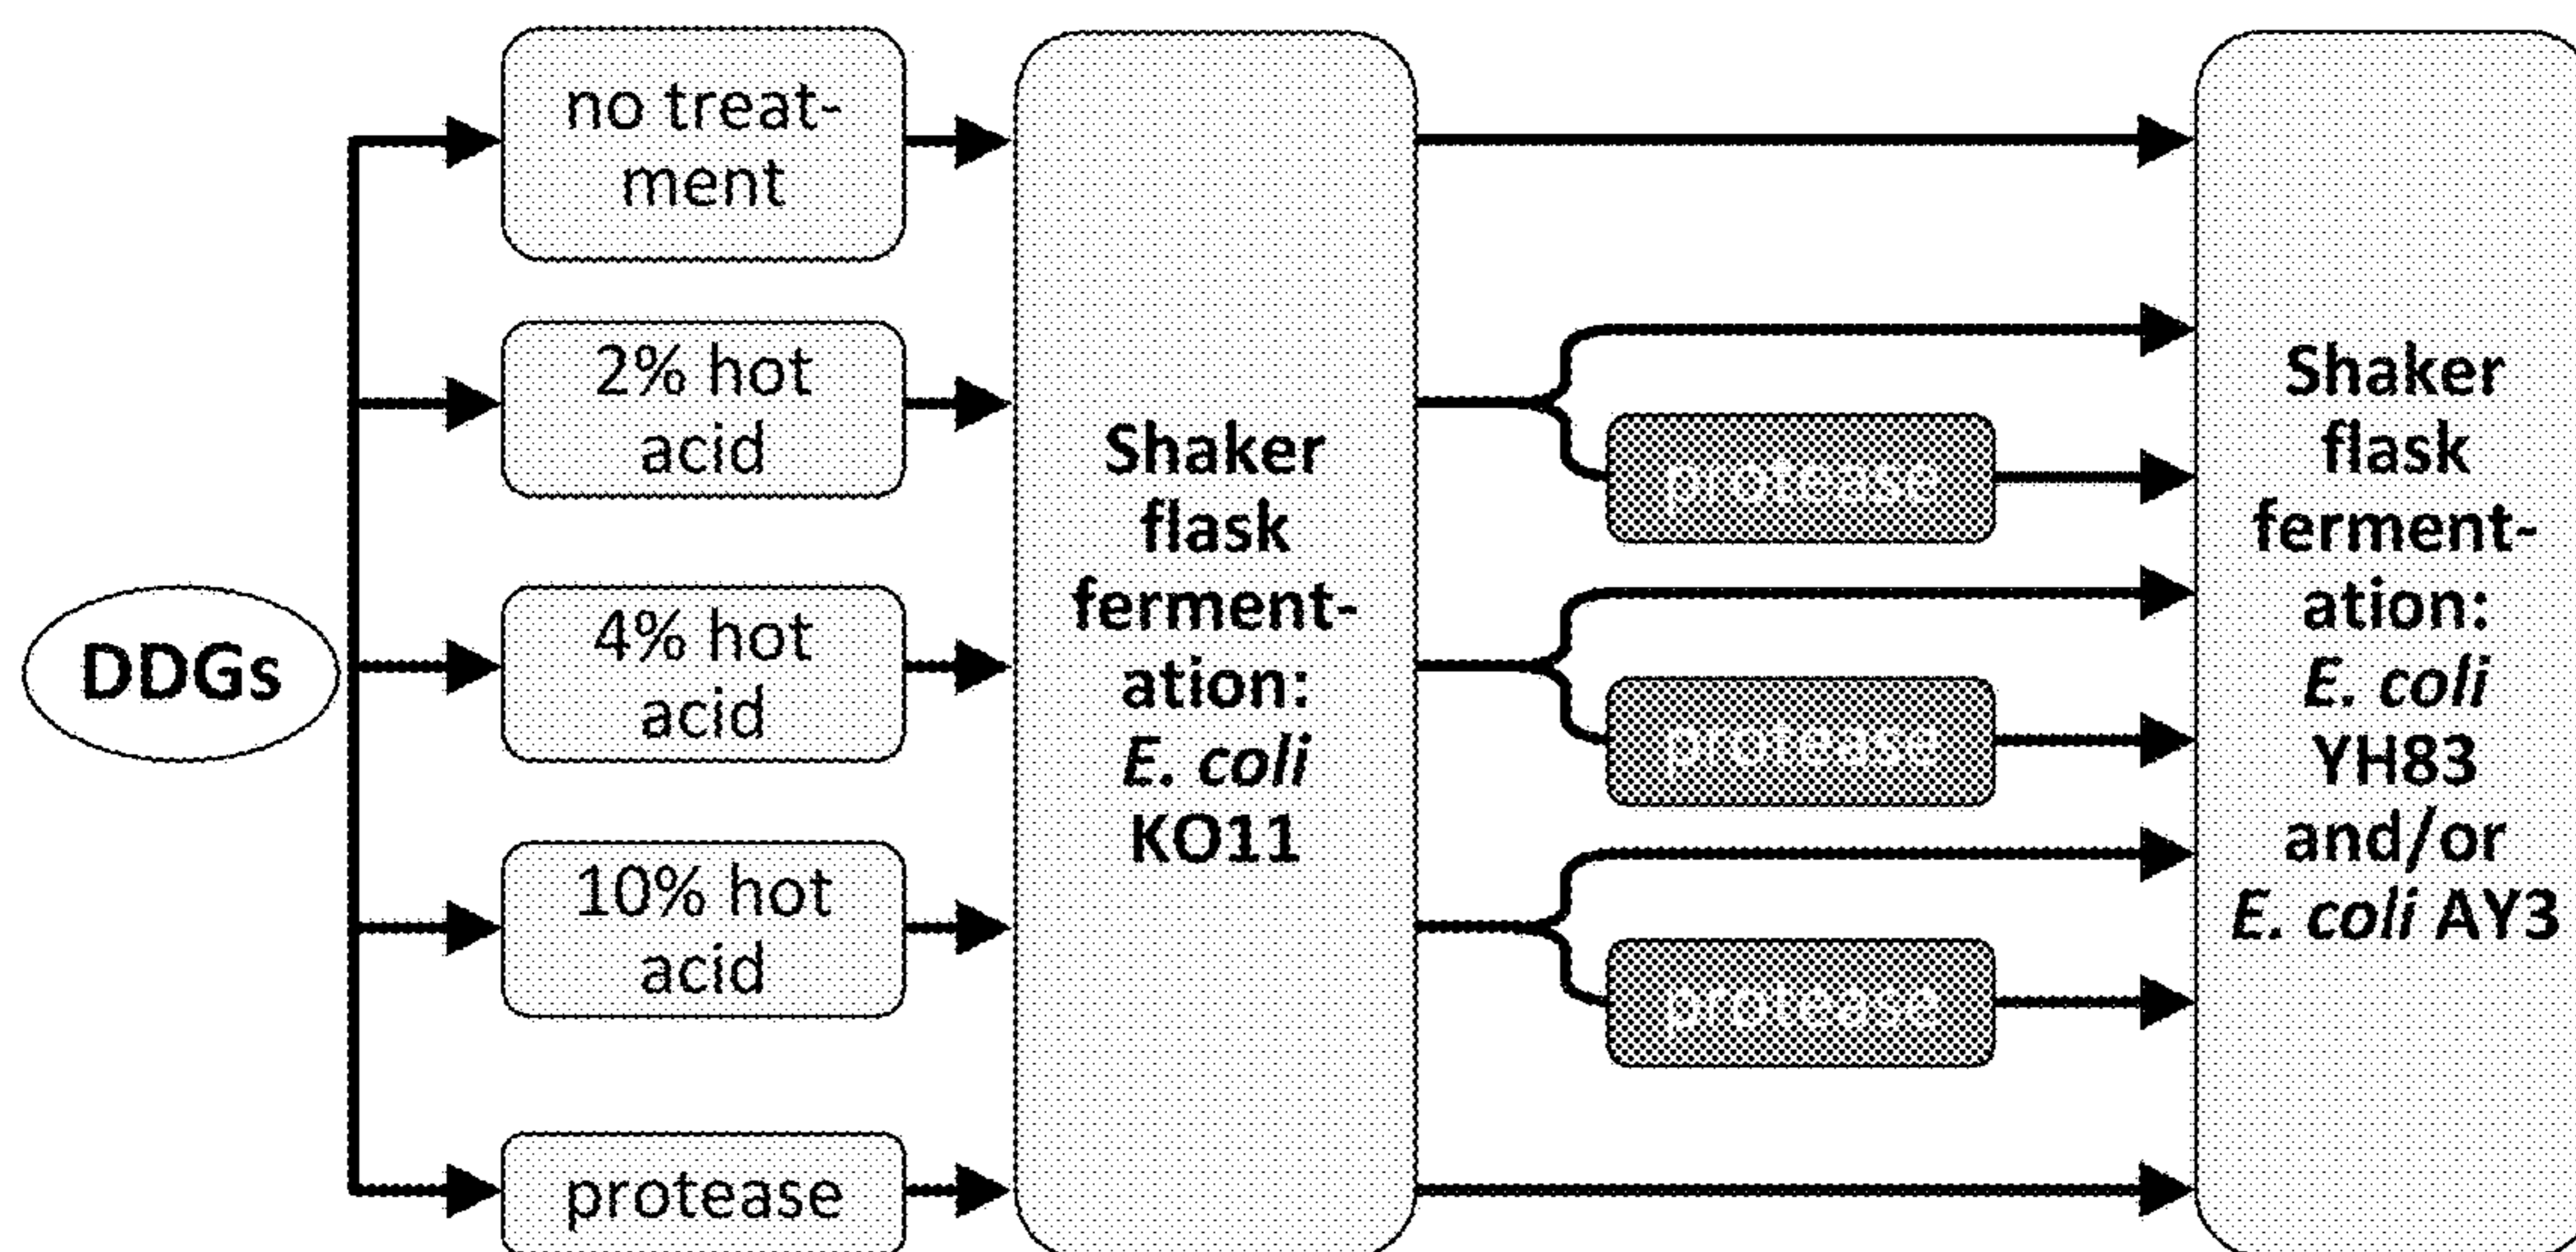 DDGs
no treat-
ment
2% hot
acid
4% hot
acid
10% hot
acid
protease
Shaker
flask
ferment-
ation:
E. coli
KO11
protease
protease
protease
Shaker
flask
ferment-
ation:
E. coli
YH83
and/or
E. coli AY3